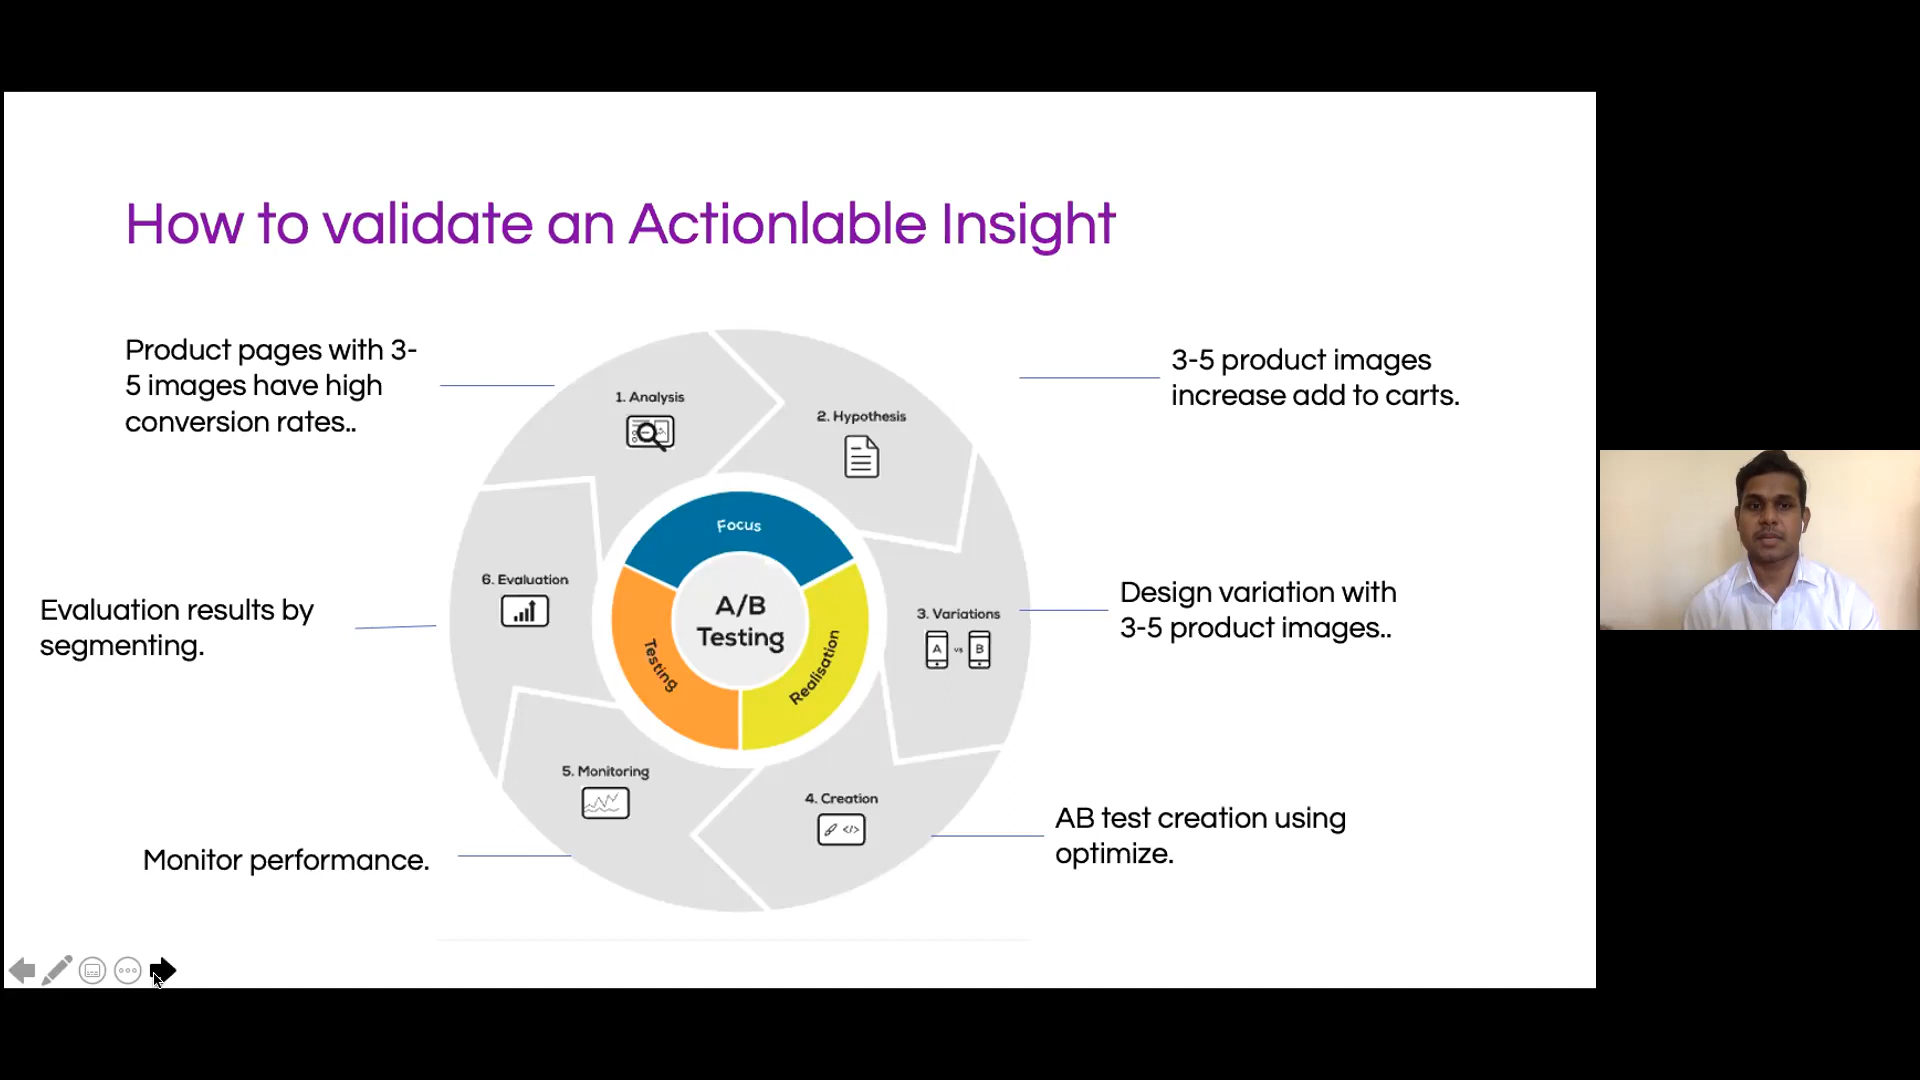 How to validate an Actionlable Insight
Product pages with 3-
5 images have high
conversion rates..
3-5 product images
increase add to carts.
1. Analysis
2. Hypothesis
Focus
6. Evaluation
A/B
Testing
Testing
Realisation
3. Variations
A vs B
Evaluation results by
segmenting.
Design variation with
3-5 product images..
5. Monitoring
4. Creation
</>
Monitor performance.
AB test creation using
optimize.